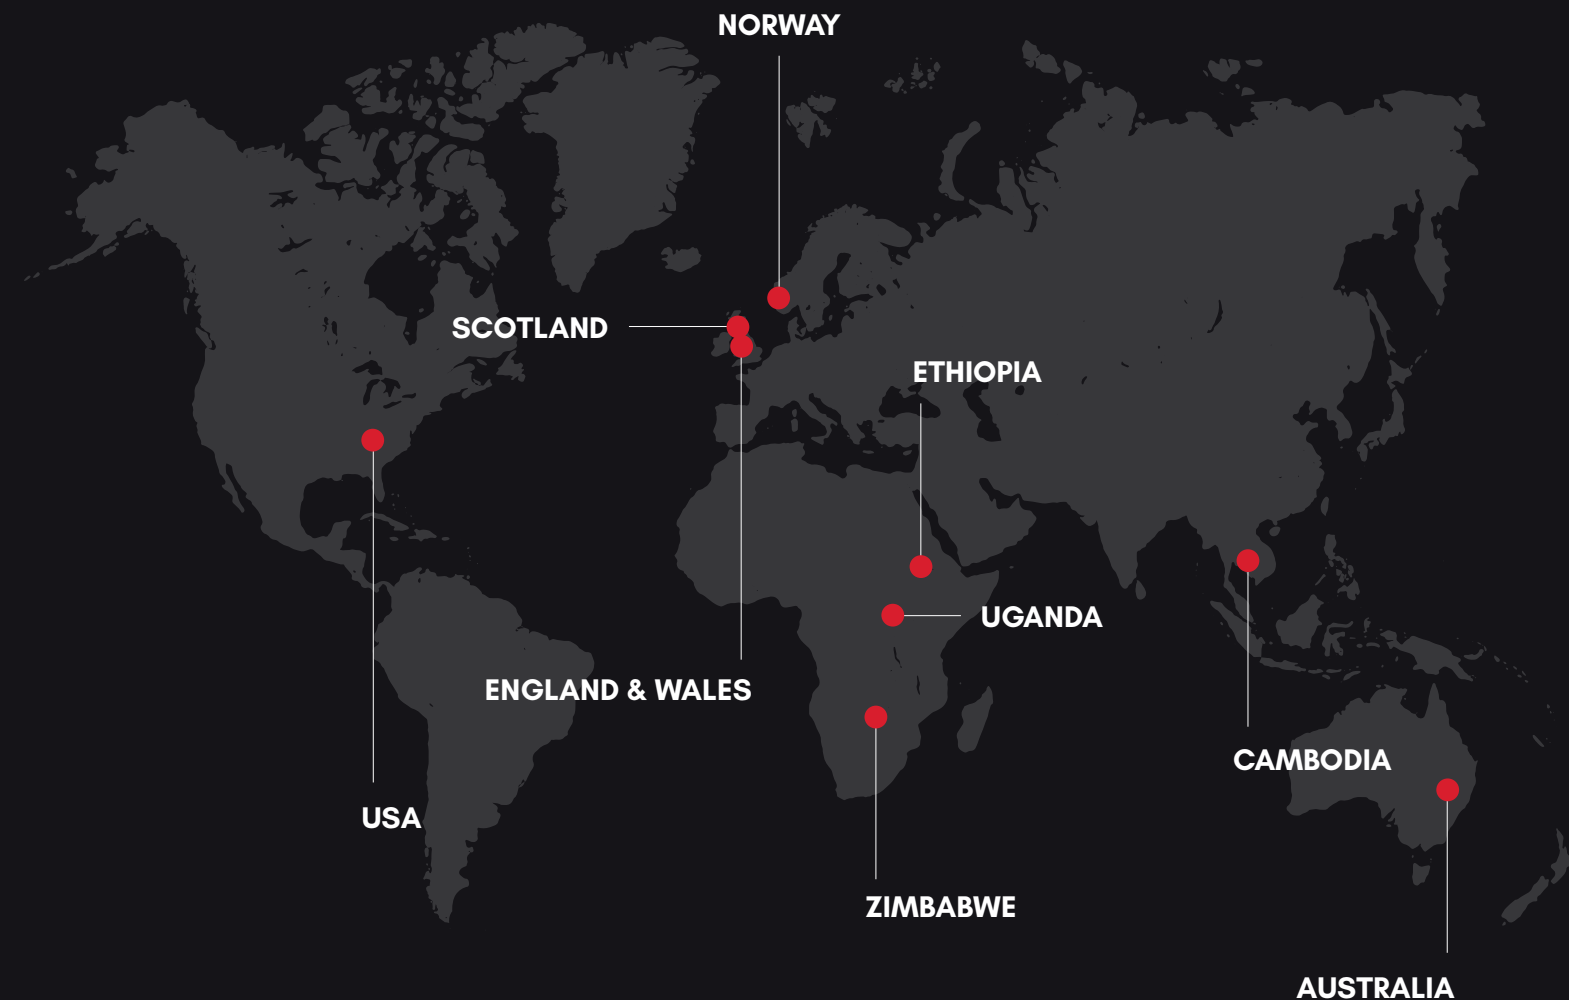 NORWAY
SCOTLAND
ETHIOPIA
UGANDA
ENGLAND & WALES
CAMBODIA
USA
ZIMBABWE
AUSTRALIA